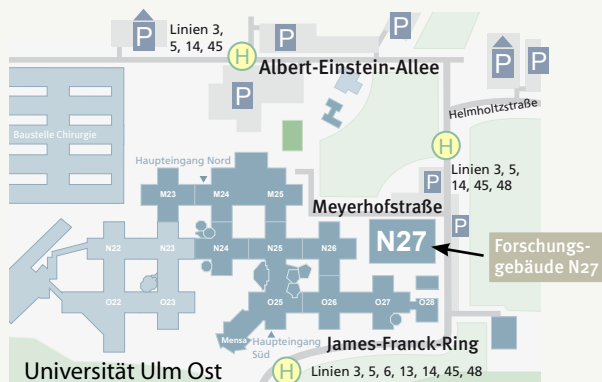 P
Linien 3,
5, 14, 45
P
P
P
H
Albert-Einstein-Allee
P
P
P
Helmholtzstraße
Baustelle Chirurgie
H
Haupteingang Nord
Linien 3, 5,
14, 45, 48
P
M23
M24
M25
Meyerhofstraße
P
N22
N23
N24
N25
N26
N27
Forschungs-
gebäude N27
O22
O23
O25
O26
O27
O28
Mensa
Haupteingang
Süd
James-Franck-Ring
Universität Ulm Ost
H
Linien 3, 5, 6, 13, 14, 45, 48